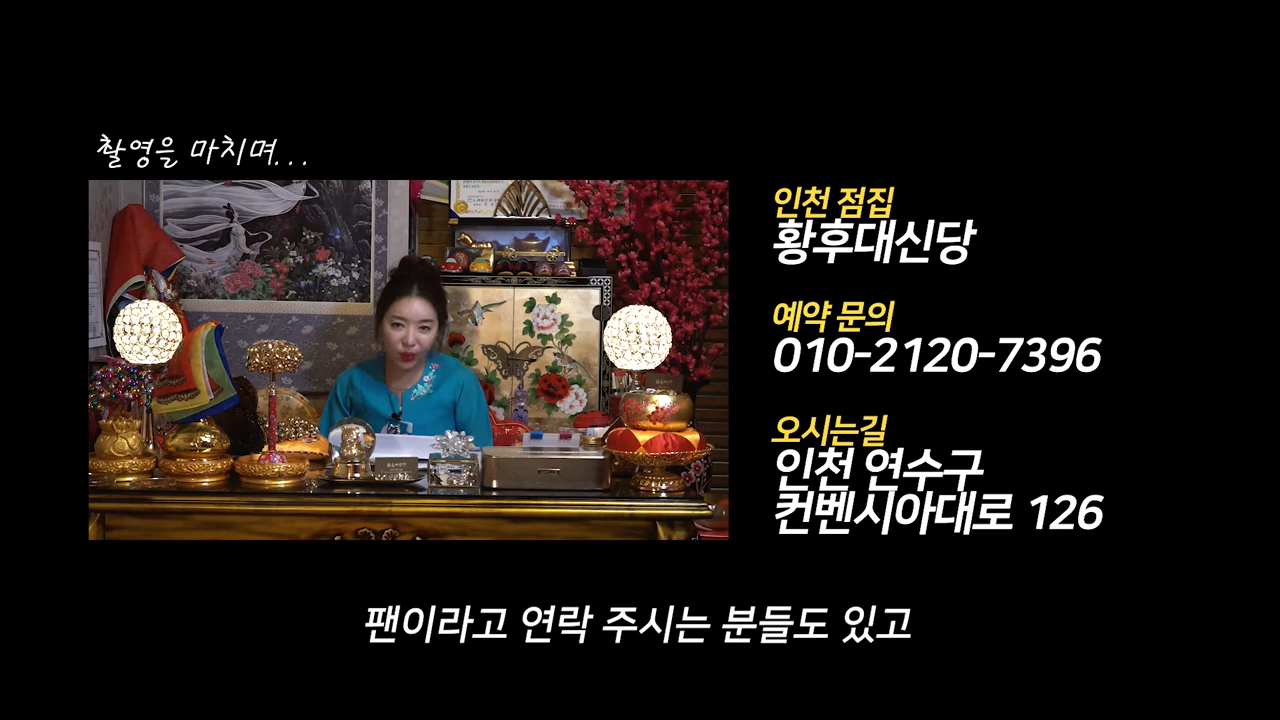 촬영을 마치며...
인천 점집
황후대신당
예약 문의
010-2120-7396
오시는길
인천 연수구
컨벤시아대로 126
팬이라고 연락 주시는 분들도 있고